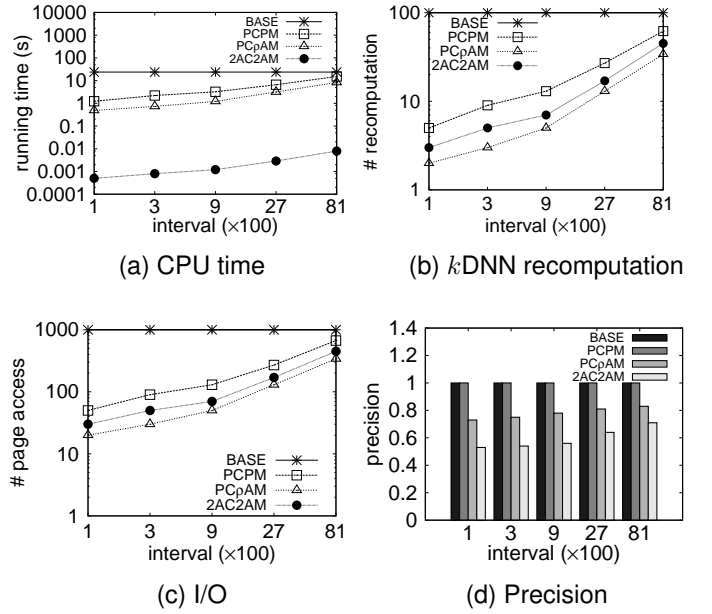 running time (s)
10000
1000
100
10
1
0.1
0.01
0.001
0.0001
BASE
PCPM
PCρAM
2AC2AM
1 3 9 27 81
interval (×100)
(a) CPU time
# recomputation
100
10
1
BASE
PCPM
PCρAM
2AC2AM
1 3 9 27 81
interval (×100)
(b) kDNN recomputation
# page access
1000
100
10
1
BASE
PCPM
PCρAM
2AC2AM
1 3 9 27 81
interval (×100)
(c) I/O
precision
1.4
1.2
1
0.8
0.6
0.4
0.2
0
BASE
PCPM
PCρAM
2AC2AM
1 3 9 27 81
interval (×100)
(d) Precision